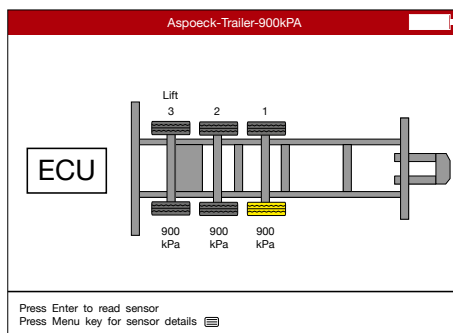 Aspoeck-Trailer-900kPA
Lift
3 2 1
ECU
900 900 900
kPa kPa kPa
Press Enter to read sensor
Press Menu key for sensor details